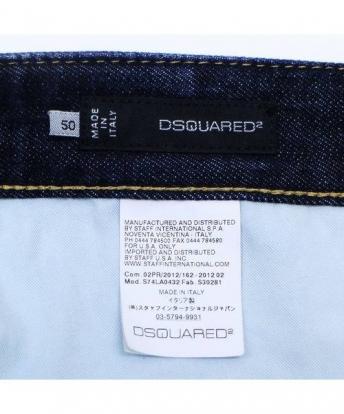 50
MADE IN
ITALY
DSQUARED²
MANUFACTURED AND DISTRIBUTED
BY STAFF INTERNATIONAL S.P.A
NOVENTA VICENTINA - ITALY
P.H 0444 784500 FAX 0444 784580
FOR U.S.A ONLY
DISTRIBUTED
BY STAFF U.S.A INC
WWW.STAFFINTERNATIONAL.COM
Com. 02PR/2012/162-2012 02
Mod. S74LA0432 Fab. S30281
MADE IN ITALY
イタリア製
(株)スタッフインターナショナルジャパン
03-5794-9931
DSQUARED²